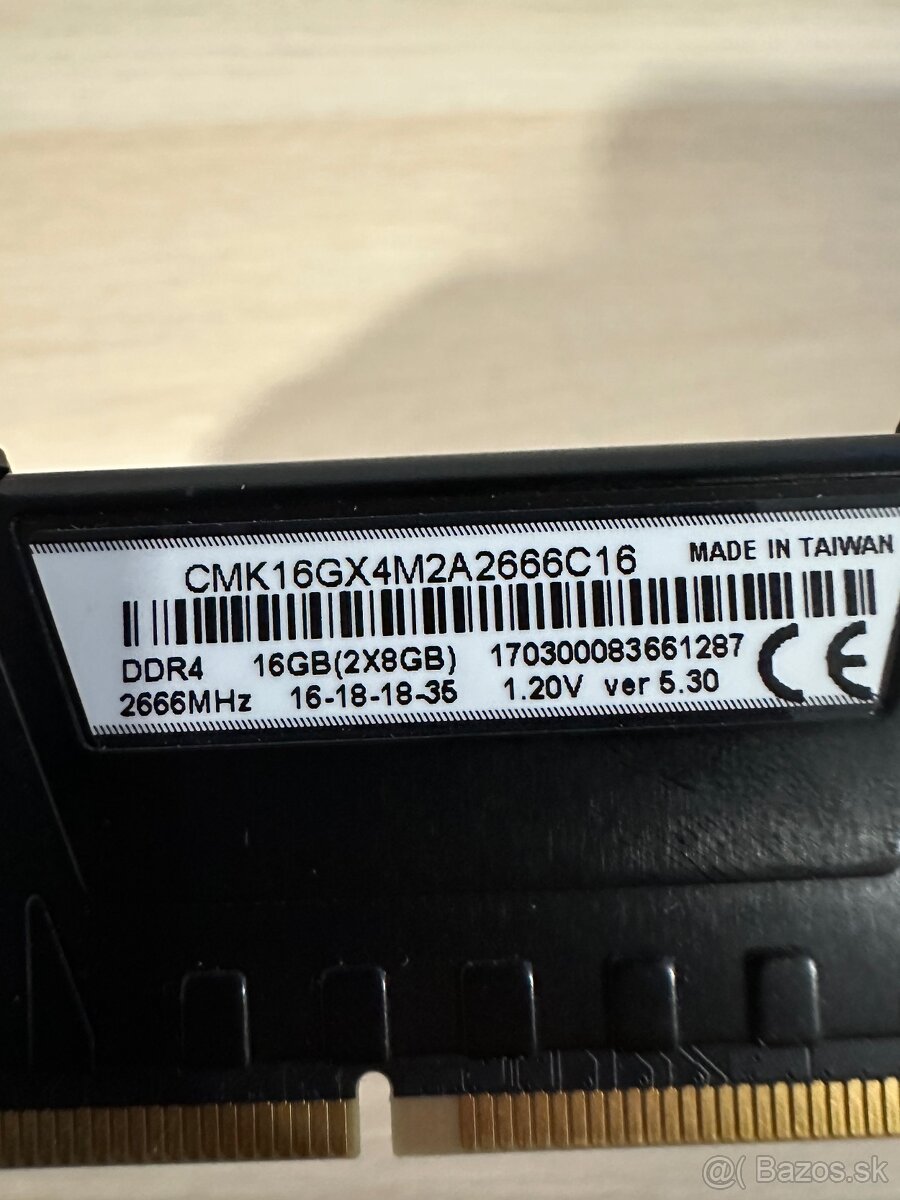 CMK16GX4M2A2666C16 MADE IN TAIWAN
DDR4 16GB(2X8GB) 170300083661287
2666MHz 16-18-18-35 1.20V ver 5.30
CE
@( Bazos.sk